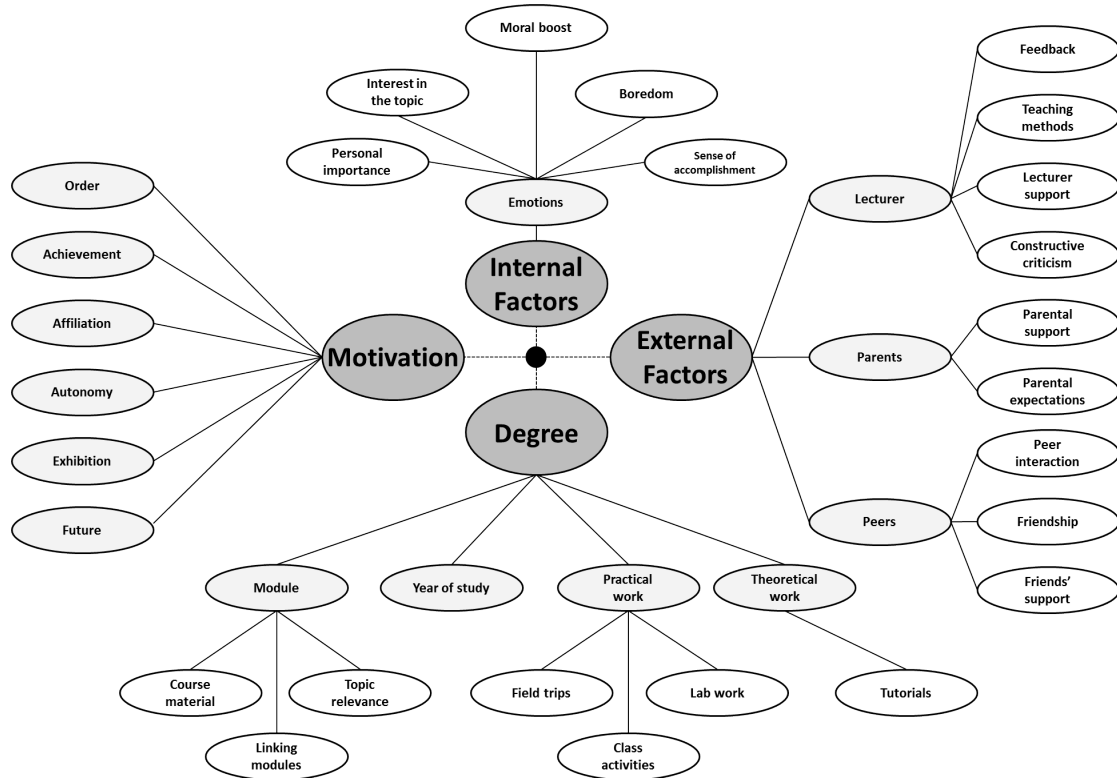 Moral boost
Interest in
the topic
Boredom
Personal
importance
Sense of
accomplishment
Emotions
Internal
Factors
Order
Achievement
Affiliation
Autonomy
Exhibition
Future
Motivation
External
Factors
Lecturer
Feedback
Teaching
methods
Lecturer
support
Constructive
criticism
Parents
Parental
support
Parental
expectations
Peers
Peer
interaction
Friendship
Friends'
support
Degree
Module
Year of study
Practical
work
Theoretical
work
Course
material
Linking
modules
Topic
relevance
Field trips
Class
activities
Lab work
Tutorials